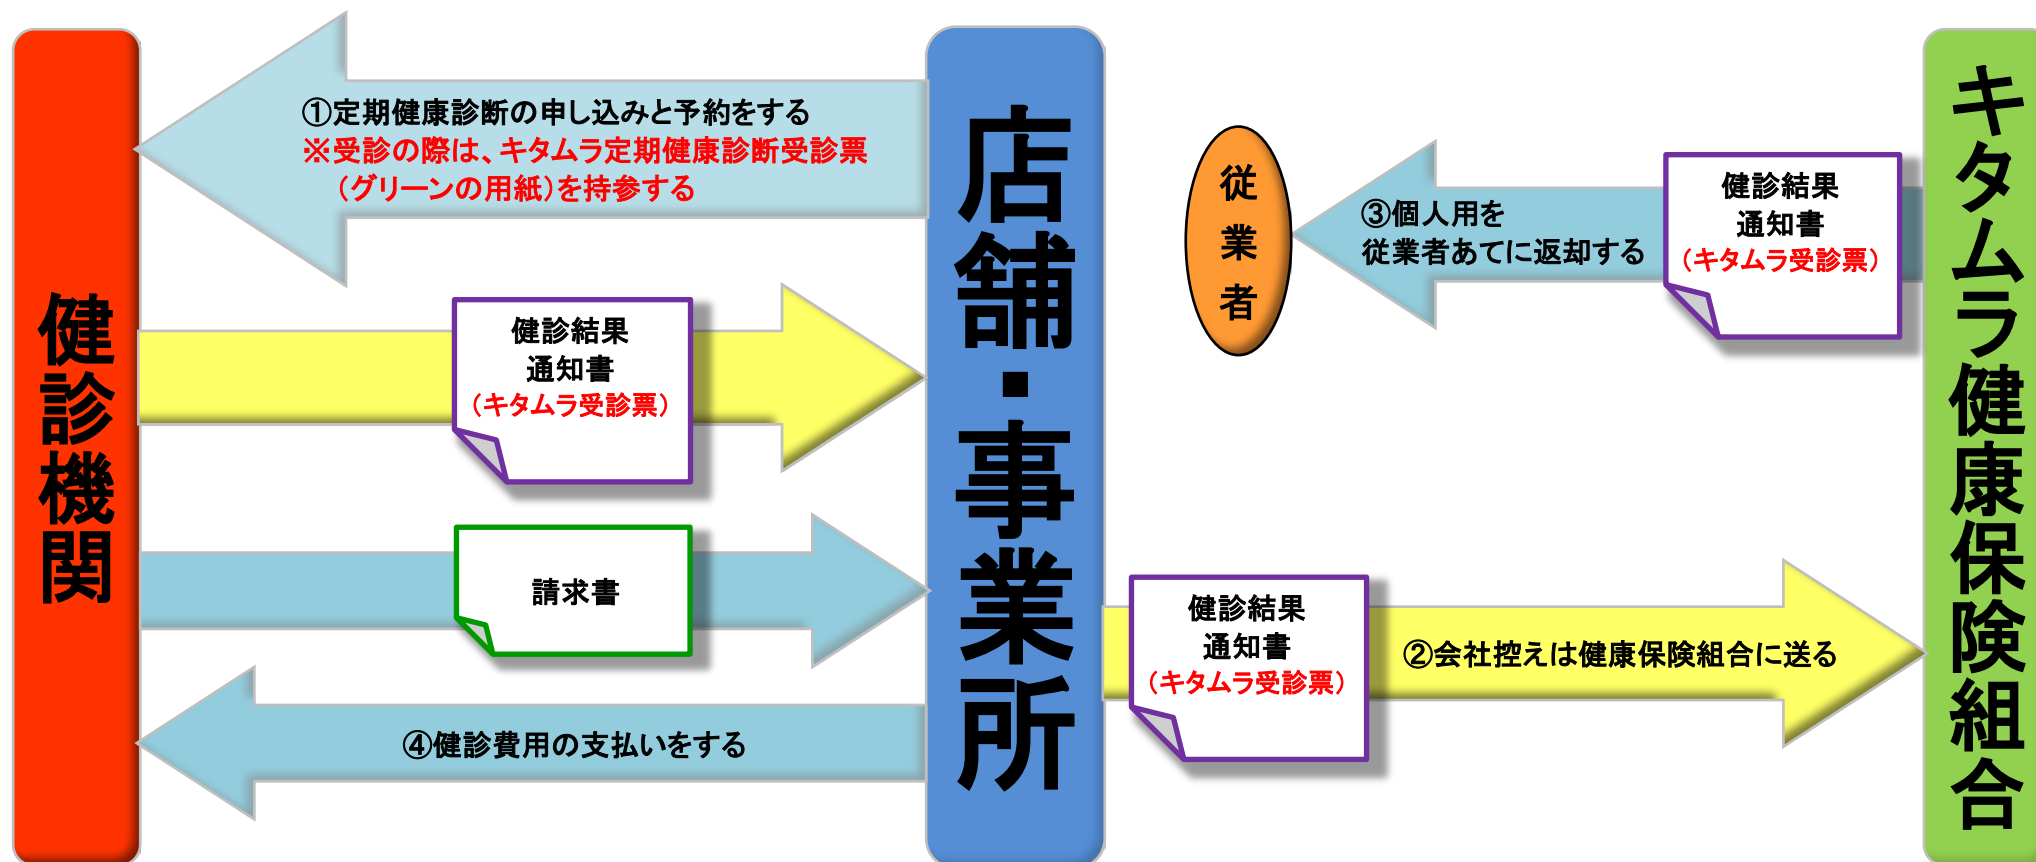 健診機関
①定期健康診断の申し込みと予約をする
※受診の際は、キタムラ定期健康診断受診票
（グリーンの用紙）を持参する
健診結果
通知書
（キタムラ受診票）
請求書
④健診費用の支払いをする
店舗・事業所
従業者
③個人用を
従業者あてに返却する
健診結果
通知書
（キタムラ受診票）
健診結果
通知書
（キタムラ受診票）
②会社控えは健康保険組合に送る
キタムラ健康保険組合